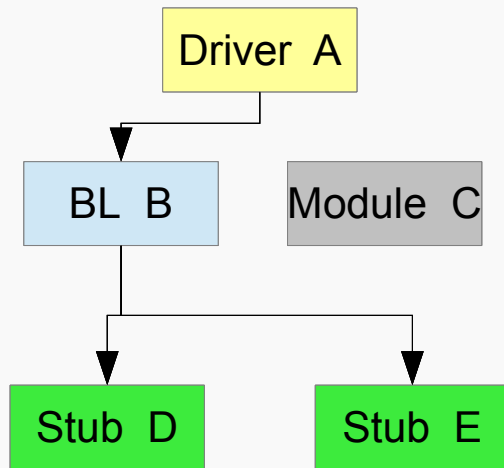 Driver A
BL B
Module C
Stub D
Stub E